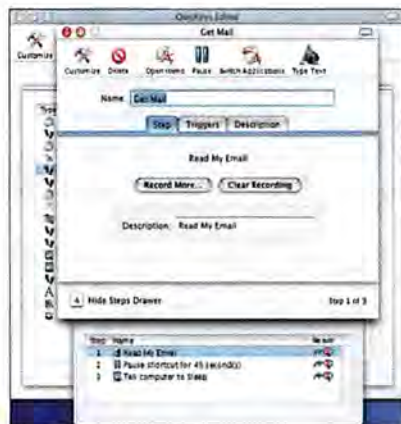 QuicKeys Editor
Get Mail
Customize
Customize Delete Open Items Pause Switch Applications Type Text
Name: Get Mail
Type
Step Triggers Description
Read My Email
Record More... Clear Recording
Description: Read My Email
Hide Steps Drawer Step 1 of 3
Step Name
1 Read My Email
2 Pause shortcut for 45 second(s)
3 Tell computer to Sleep